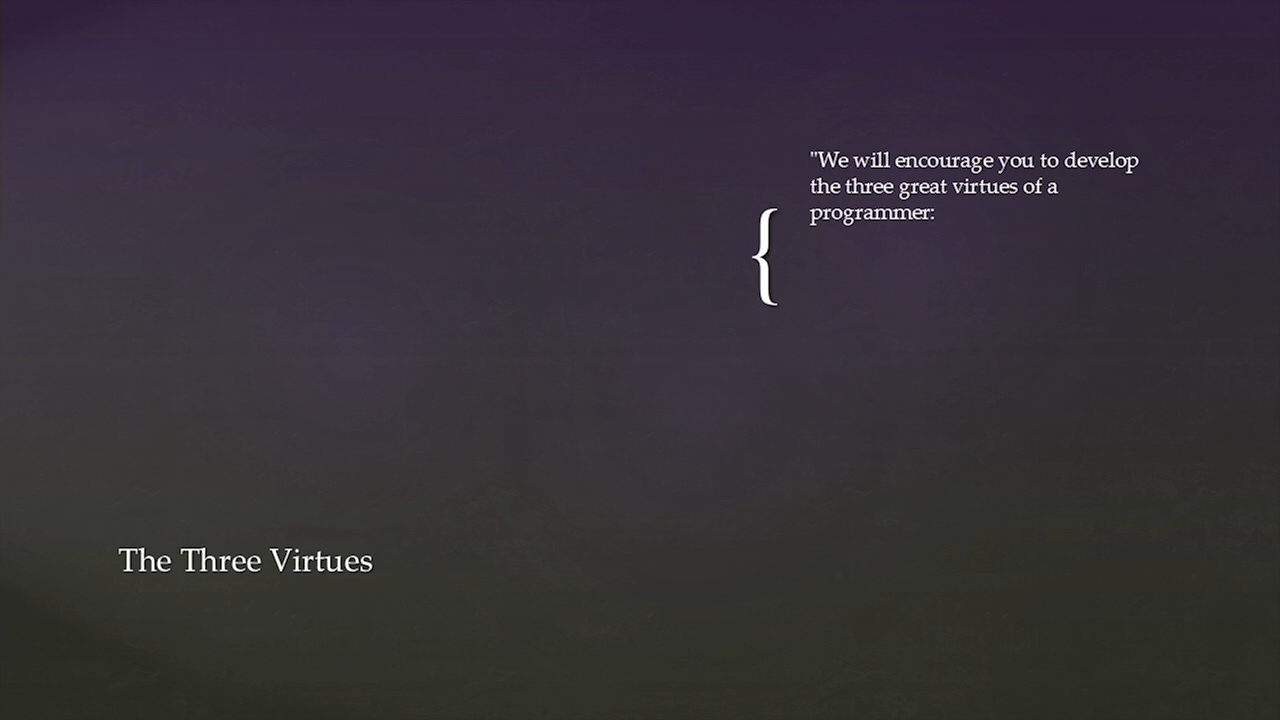 "We will encourage you to develop
the three great virtues of a
programmer:
{
The Three Virtues